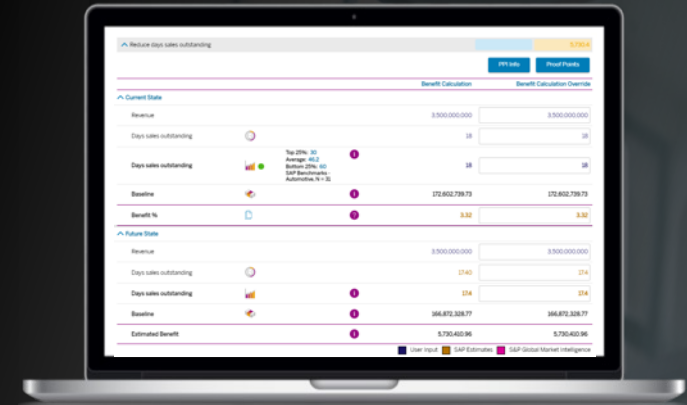 Reduce days sales outstanding 5,730.4
PPI Info Proof Points
Benefit Calculation Benefit Calculation Override
Current State
Revenue 3,500,000,000 3,500,000,000
Days sales outstanding 18 18
Top 25%: 30
Average: 46.2
Days sales outstanding Bottom 25%: 60 18 18
SAP Benchmarks -
Automotive, N = 31
Baseline 172,602,739.73 172,602,739.73
Benefit % 3.32 3.32
Future State
Revenue 3,500,000,000 3,500,000,000
Days sales outstanding 17.40 17.4
Days sales outstanding 17.4 17.4
Baseline 166,872,328.77 166,872,328.77
Estimated Benefit 5,730,410.96 5,730,410.96
User Input SAP Estimates S&P Global Market Intelligence